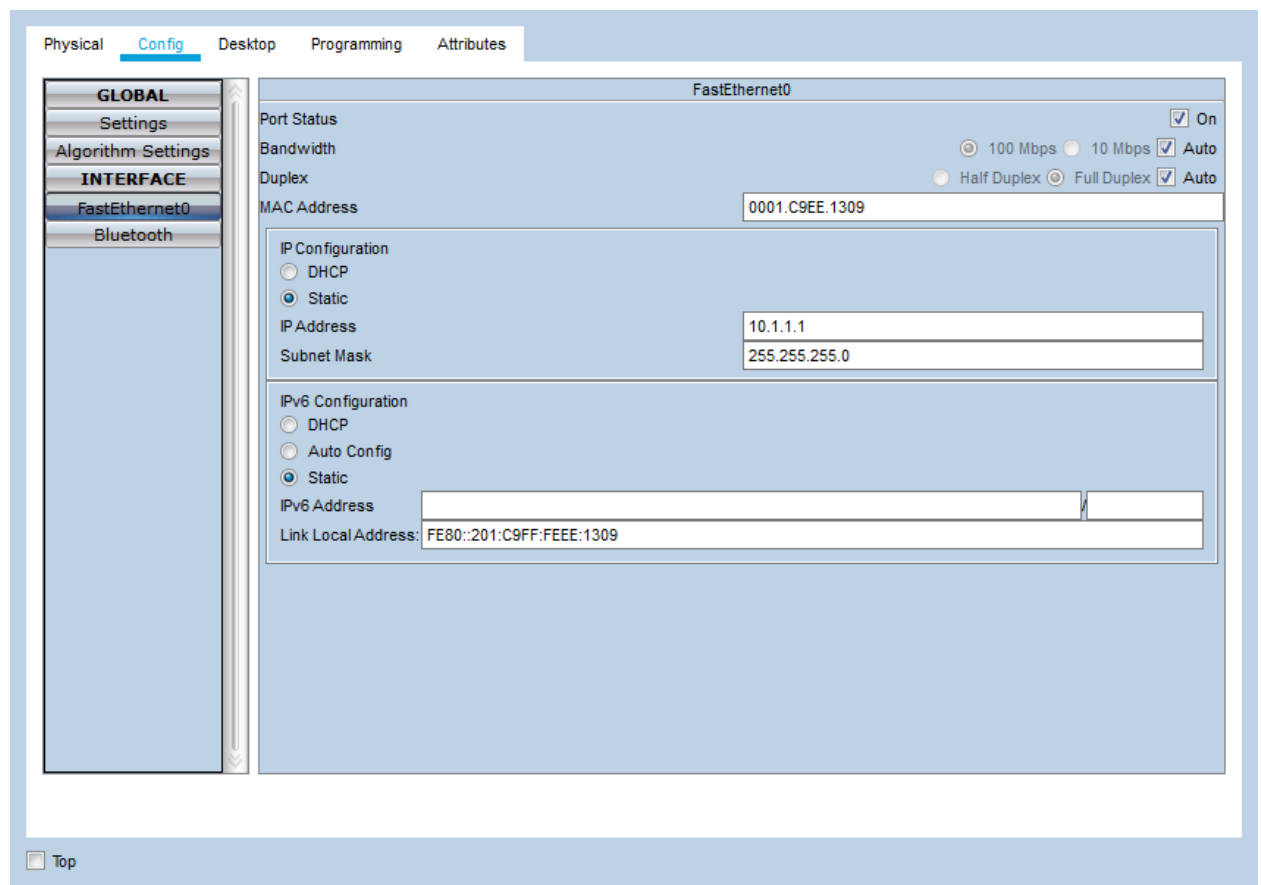 Physical Config Desktop Programming Attributes
GLOBAL
Settings
Algorithm Settings
INTERFACE
FastEthernet0
Bluetooth
FastEthernet0
Port Status On
Bandwidth 100 Mbps 10 Mbps Auto
Duplex Half Duplex Full Duplex Auto
MAC Address 0001.C9EE.1309
IP Configuration
DHCP
Static
IP Address 10.1.1.1
Subnet Mask 255.255.255.0
IPv6 Configuration
DHCP
Auto Config
Static
IPv6 Address /
Link Local Address: FE80::201:C9FF:FEEE:1309
Top